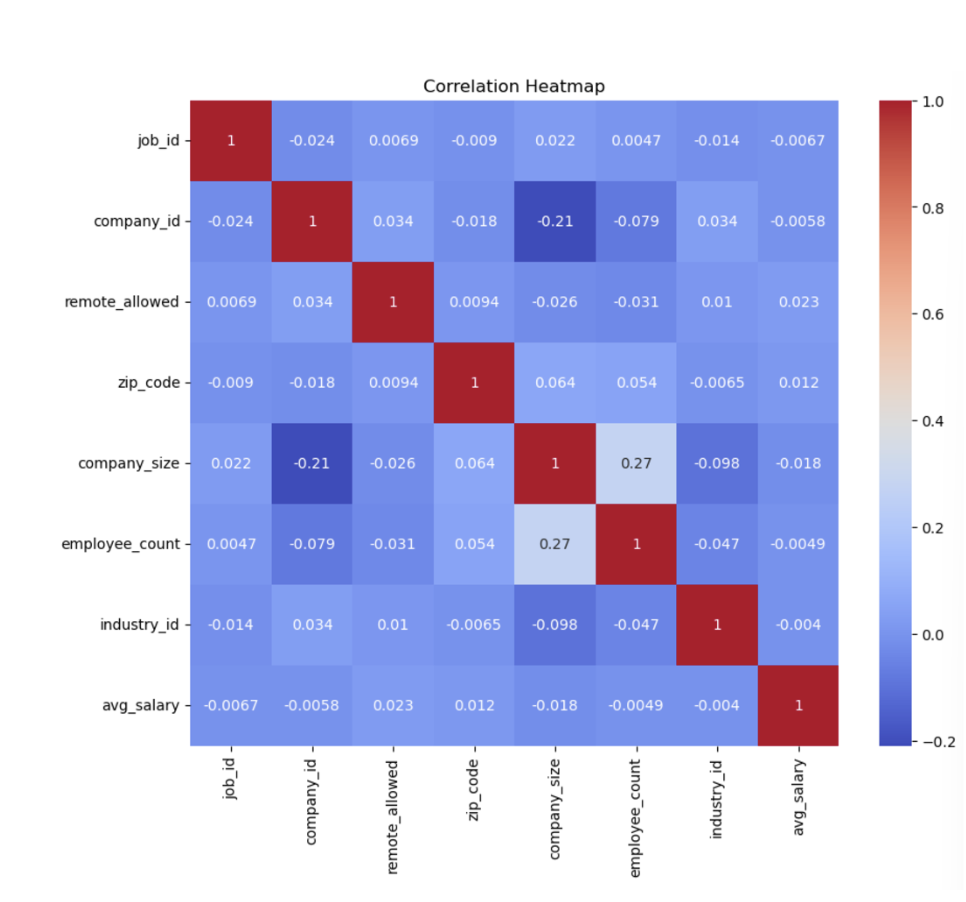 Correlation Heatmap
job_id 1 -0.024 0.0069 -0.009 0.022 0.0047 -0.014 -0.0067
company_id -0.024 1 0.034 -0.018 -0.21 -0.079 0.034 -0.0058
remote_allowed 0.0069 0.034 1 0.0094 -0.026 -0.031 0.01 0.023
zip_code -0.009 -0.018 0.0094 1 0.064 0.054 -0.0065 0.012
company_size 0.022 -0.21 -0.026 0.064 1 0.27 -0.098 -0.018
employee_count 0.0047 -0.079 -0.031 0.054 0.27 1 -0.047 -0.0049
industry_id -0.014 0.034 0.01 -0.0065 -0.098 -0.047 1 -0.004
avg_salary -0.0067 -0.0058 0.023 0.012 -0.018 -0.0049 -0.004 1
job_id company_id remote_allowed zip_code company_size employee_count industry_id avg_salary
1.0
0.8
0.6
0.4
0.2
0.0
−0.2